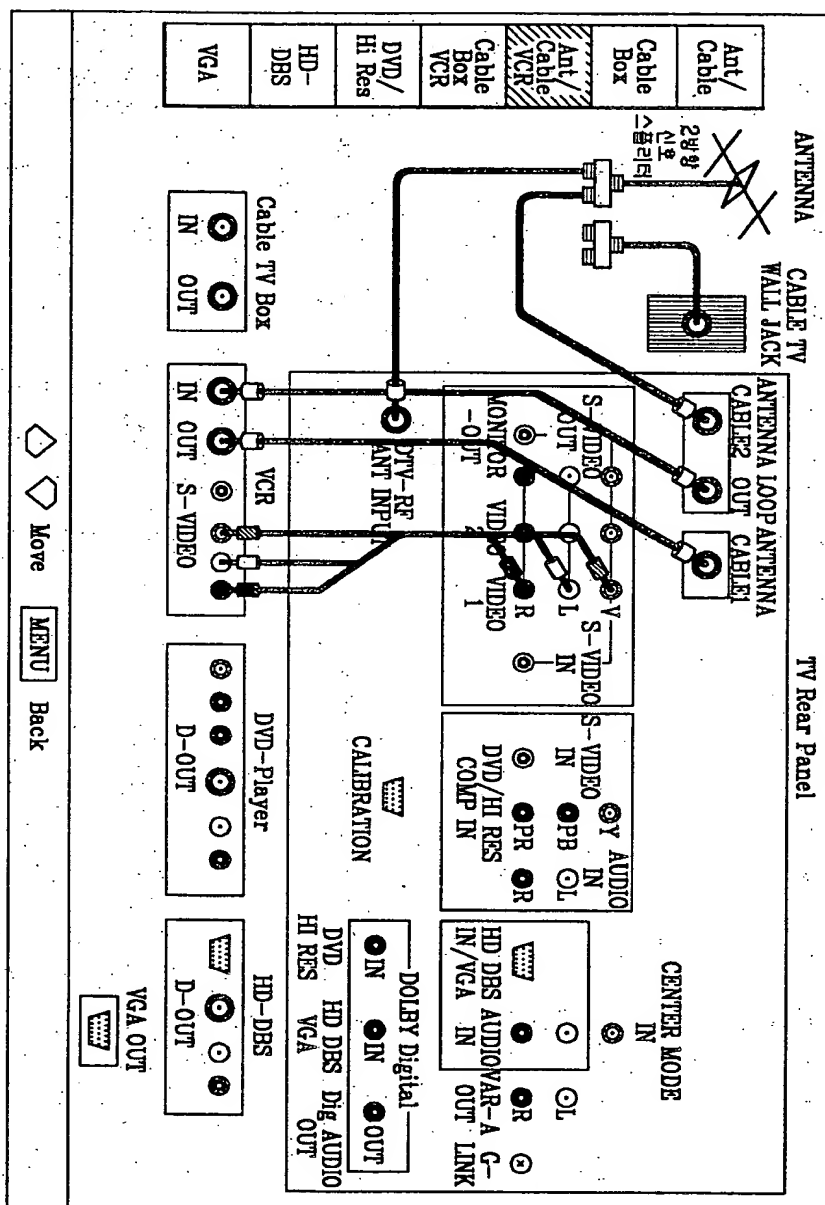 TV Rear Panel
Ant/
Cable
Cable
Box
Ant/
Cable/
VCR
Cable
Box
VCR
DVD/
Hi Res
HD-
DBS
VGA
ANTENNA
2방향
신호
스플리터
CABLE TV
WALL JACK
ANTENNA LOOP ANTENNA
CABLE2 OUT CABLE1
CENTER MODE
IN
S-VIDEO
OUT
MONITOR
-OUT
VIDEO
2
VIDEO
1
V
L
R
S-VIDEO
IN
S-VIDEO
IN
Y
PB
PR
AUDIO
IN
L
R
DVD/HI RES
COMP IN
HD DBS
IN/VGA
AUDIO
IN
L
R
VAR-A
OUT
G-
LINK
DTV-RF
ANT INPUT
CALIBRATION
DOLBY Digital
IN
IN
OUT
DVD
HI RES
HD DBS
VGA
Dig AUDIO
OUT
Cable TV Box
IN OUT
VCR
IN OUT S-VIDEO
DVD-Player
D-OUT
HD-DBS
D-OUT
VGA OUT
Move MENU Back